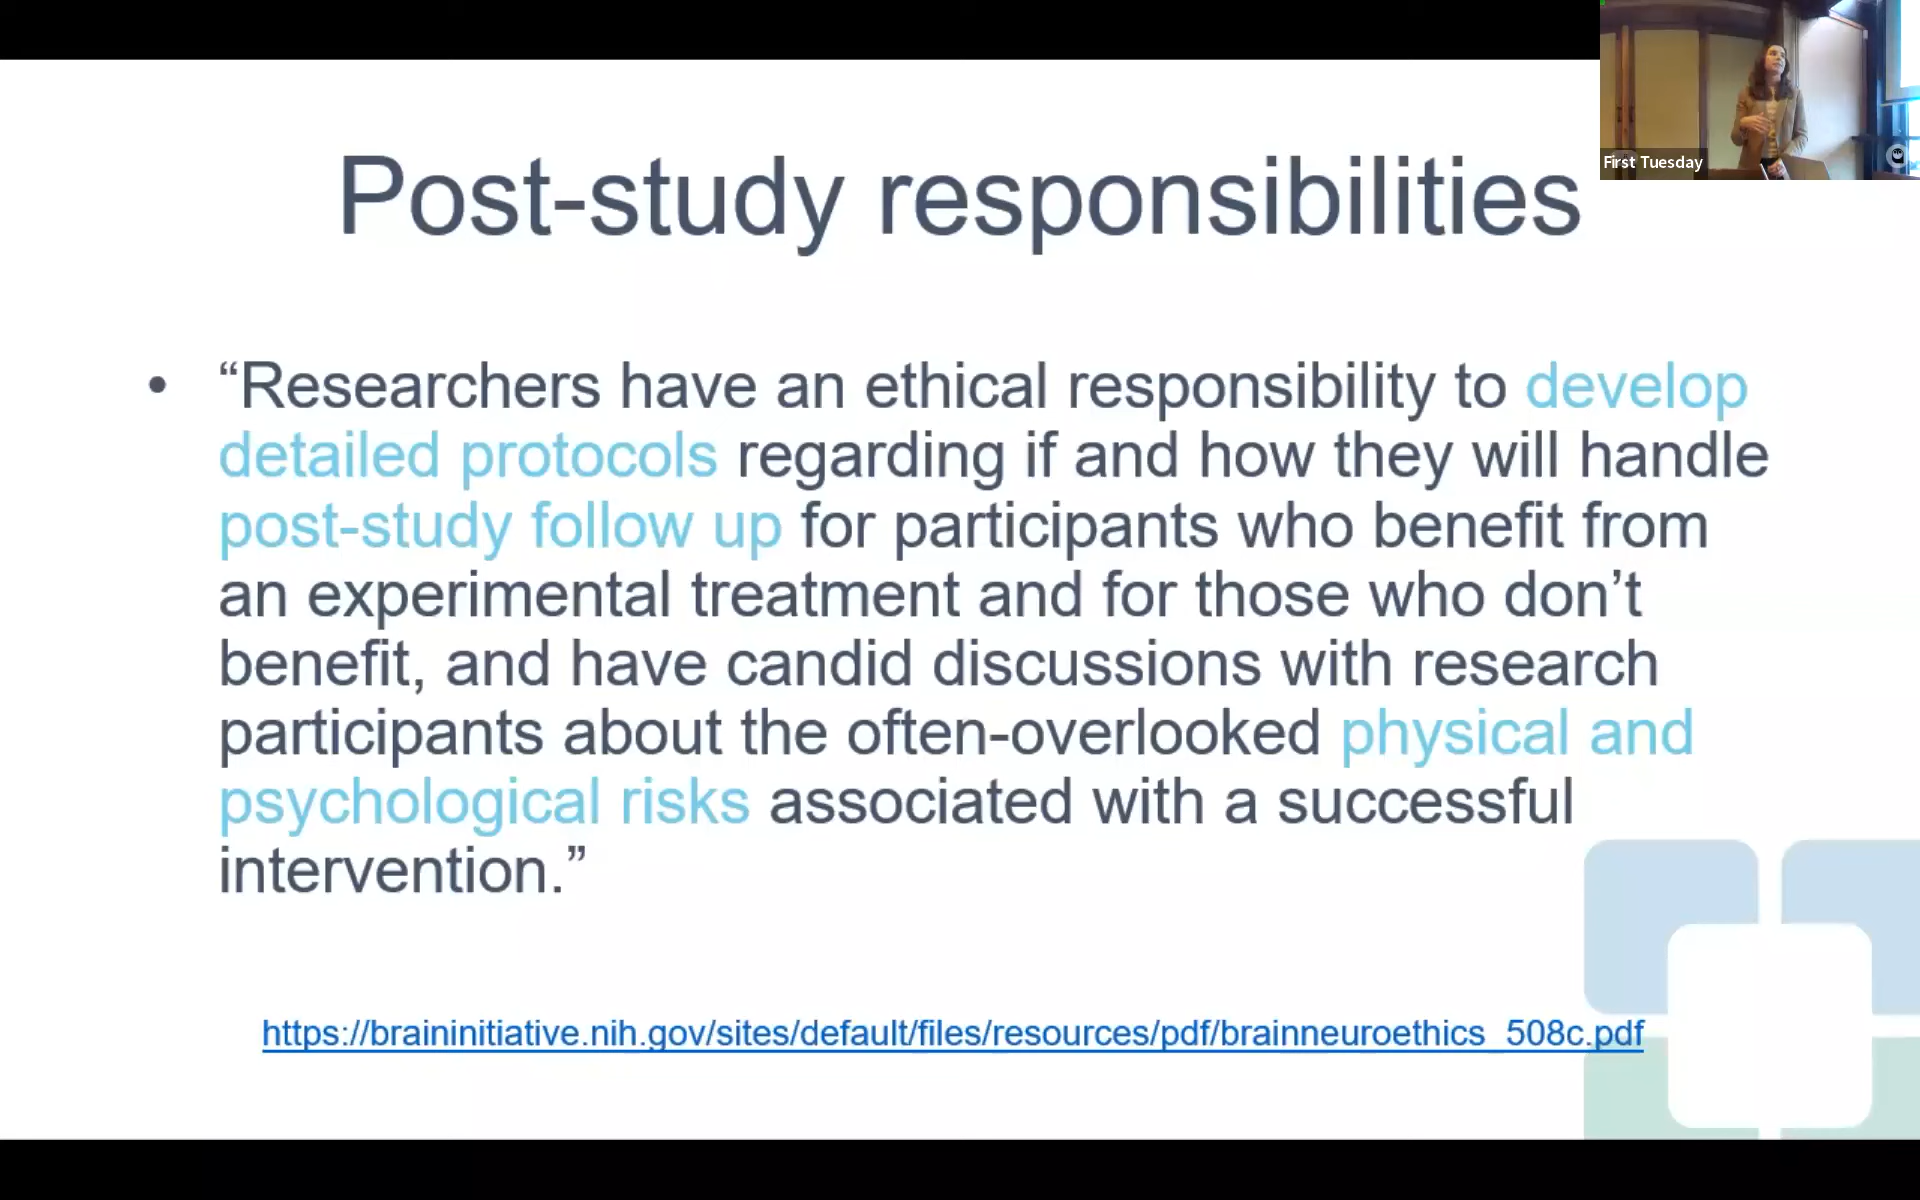 First Tuesday
Post-study responsibilities
• “Researchers have an ethical responsibility to develop
detailed protocols regarding if and how they will handle
post-study follow up for participants who benefit from
an experimental treatment and for those who don’t
benefit, and have candid discussions with research
participants about the often-overlooked physical and
psychological risks associated with a successful
intervention.”
https://braininitiative.nih.gov/sites/default/files/resources/pdf/brainneuroethics_508c.pdf